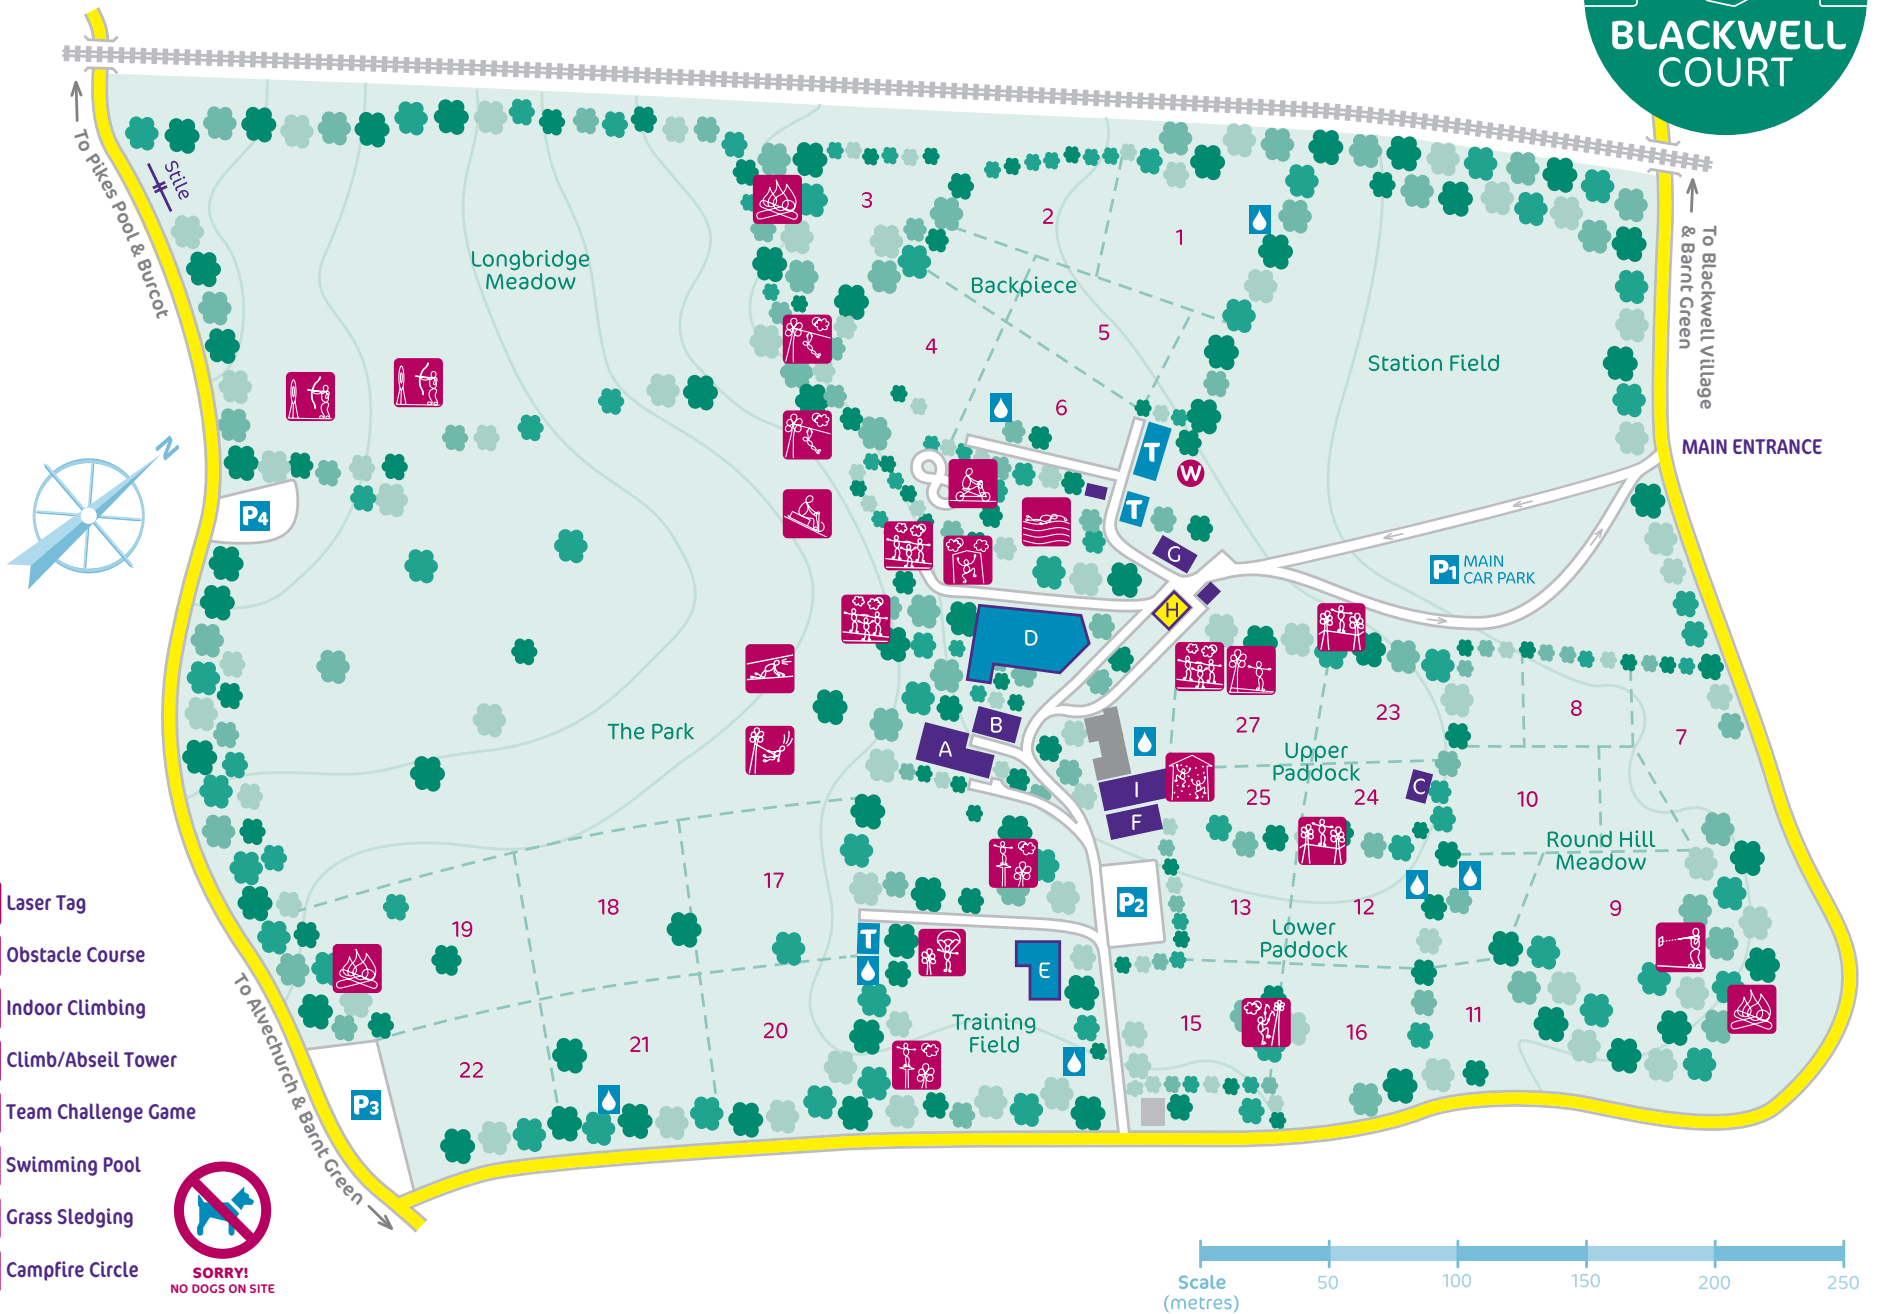 BLACKWELL
COURT
To Pikes Pool & Burcot
Stile
Longbridge
Meadow
3
2
1
Backpiece
4
5
6
Station Field
To Blackwell Village
& Barnt Green
MAIN ENTRANCE
N
P4
T
W
T
G
P1
MAIN
CAR PARK
H
D
B
A
The Park
27
23
8
7
Upper
Paddock
25
24
C
10
I
F
Round Hill
Meadow
17
18
19
P2
13
12
9
Lower
Paddock
T
E
Training
Field
15
16
11
20
21
22
P3
To Alvechurch & Barnt Green
Laser Tag
Obstacle Course
Indoor Climbing
Climb/Abseil Tower
Team Challenge Game
Swimming Pool
Grass Sledging
Campfire Circle
SORRY!
NO DOGS ON SITE
Scale
(metres)
50
100
150
200
250